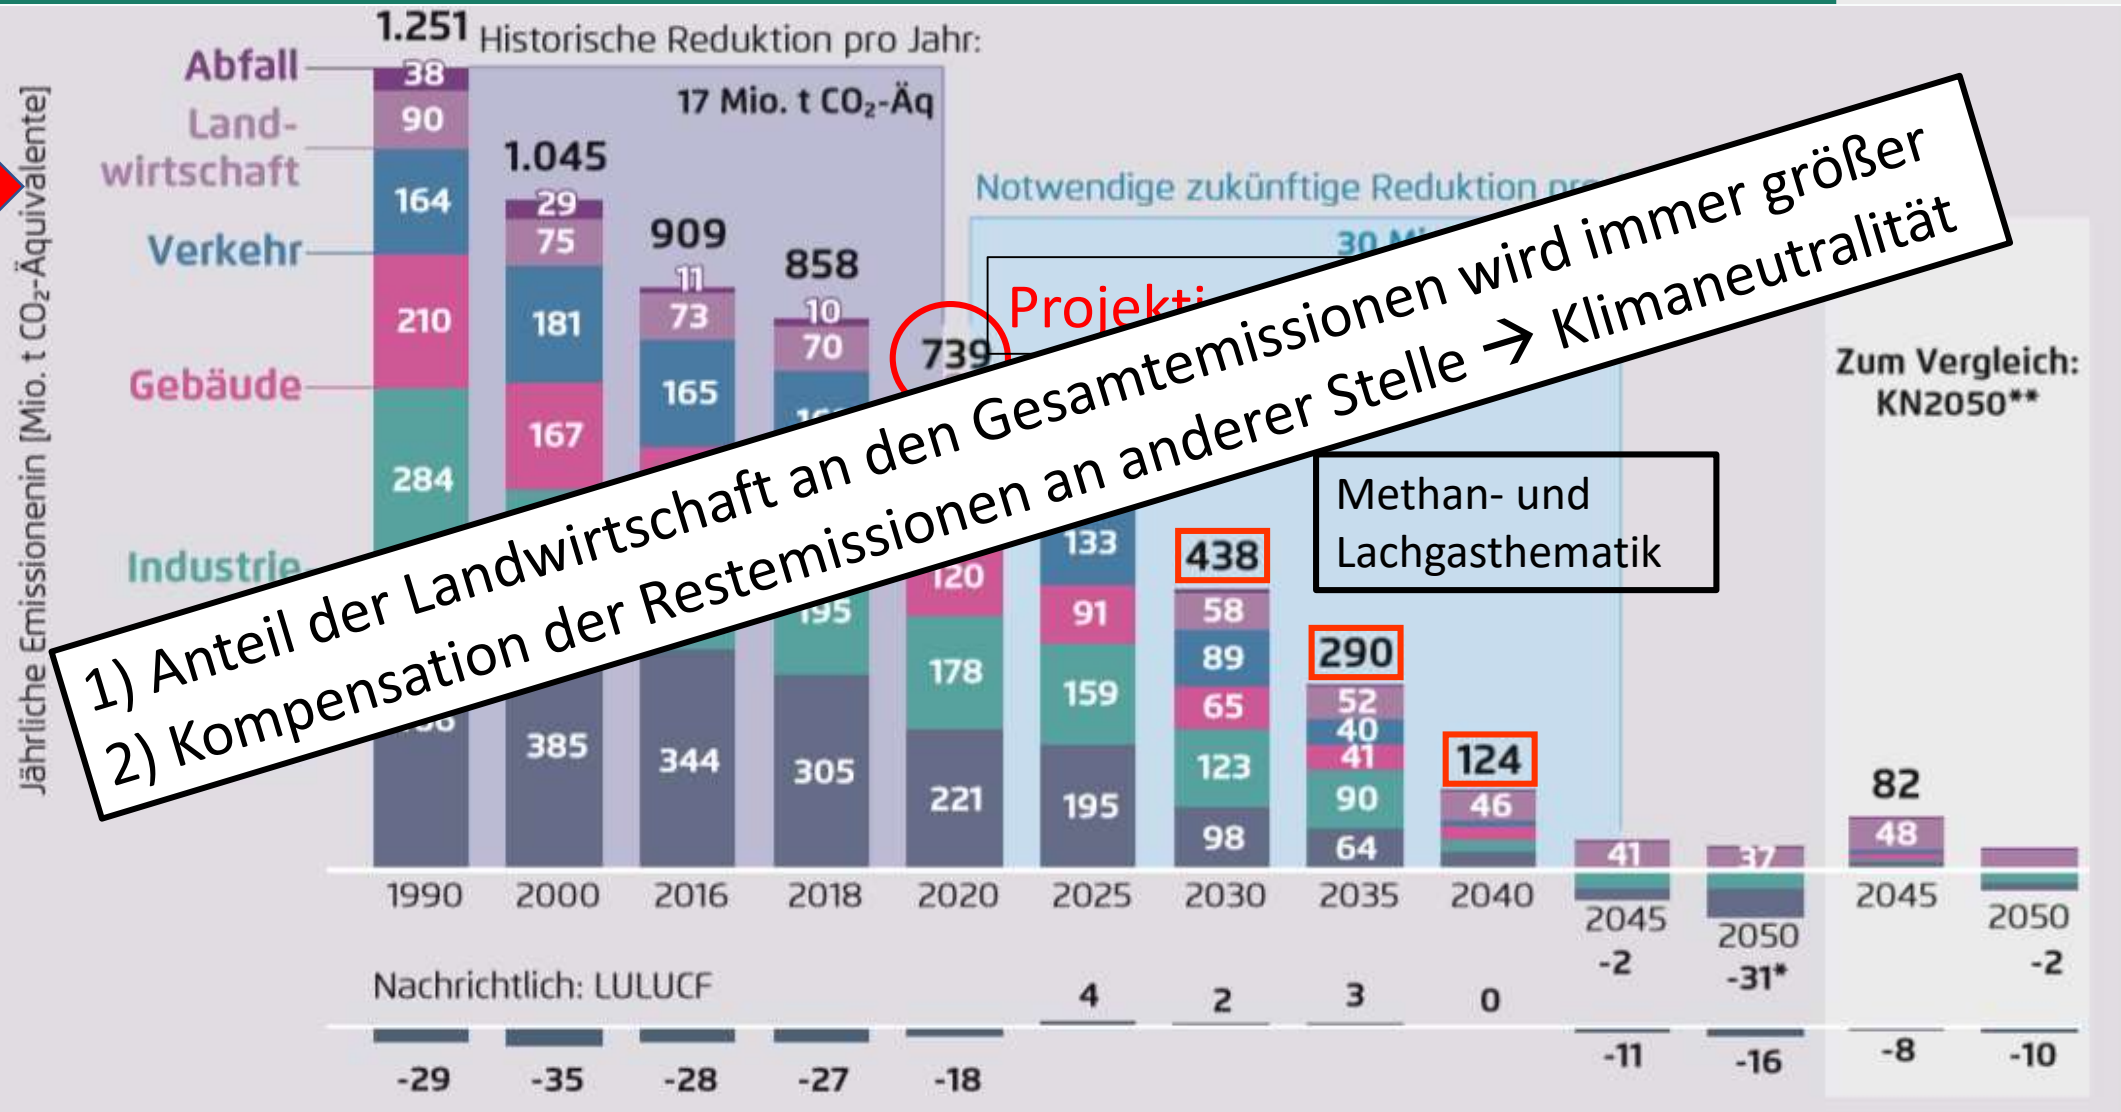 1.251
Historische Reduktion pro Jahr:
17 Mio. t CO₂-Äq
Abfall
Land-
wirtschaft
Verkehr
Gebäude
Industrie
Jährliche Emissionenin [Mio. t CO₂-Äquivalente]
38
90
164
210
284
1.045
29
75
181
167
385
909
11
73
165
344
858
10
70
195
305
739
120
178
221
Notwendige zukünftige Reduktion
30
133
91
159
195
438
58
89
65
123
98
290
52
40
41
90
64
124
46
41
37
Zum Vergleich:
KN2050**
82
48
Methan- und
Lachgasthematik
1) Anteil der Landwirtschaft an den Gesamtemissionen wird immer größer
2) Kompensation der Restemissionen an anderer Stelle → Klimaneutralität
1990 2000 2016 2018 2020 2025 2030 2035 2040 2045 2050 2045 2050
-2 -31* -2
Nachrichtlich: LULUCF
4 2 3 0
-29 -35 -28 -27 -18 -11 -16 -8 -10